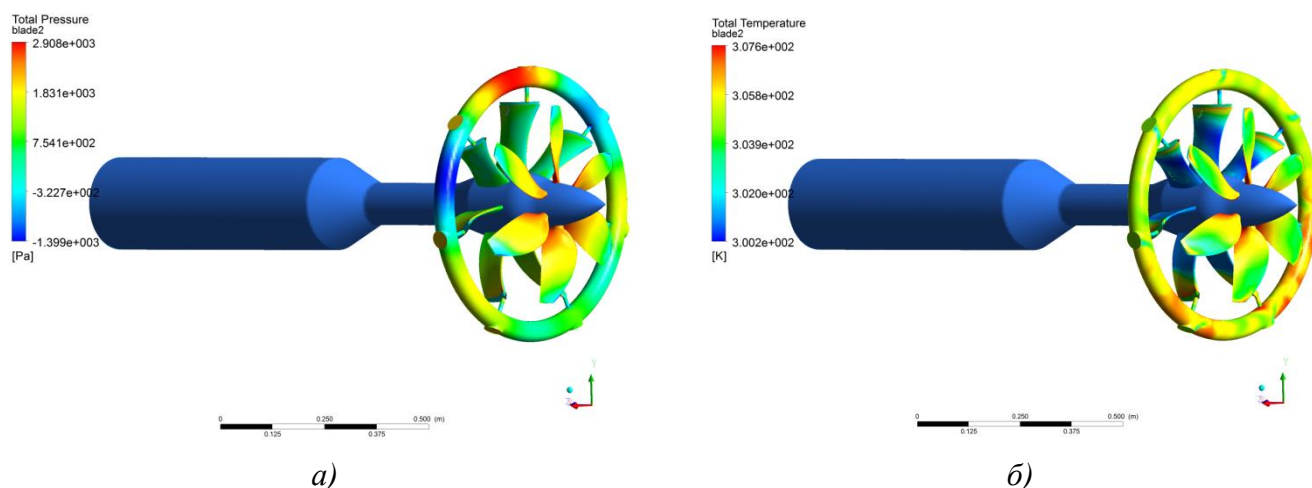 Total Pressure
blade2
2.908e+003
1.831e+003
7.541e+002
-3.227e+002
-1.399e+003
[Pa]
Y
Z
0
0.250
0.500
(m)
0.125
0.375
а)
Total Temperature
blade2
3.076e+002
3.058e+002
3.039e+002
3.020e+002
3.002e+002
[K]
Y
Z
0
0.250
0.500
(m)
0.125
0.375
б)